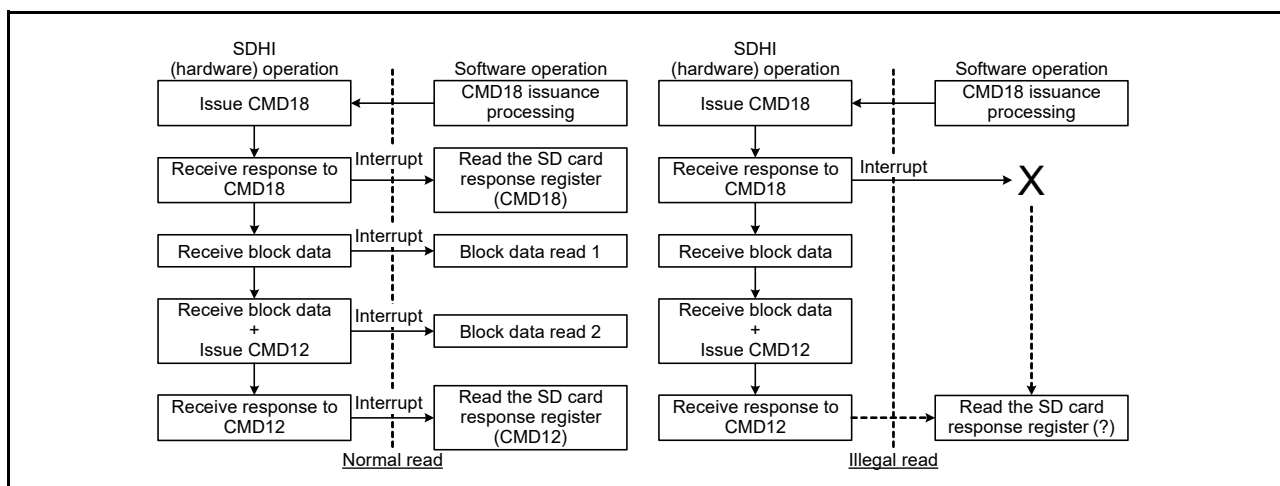 SDHI
(hardware) operation
Software operation
Issue CMD18
CMD18 issuance
processing
Receive response to
CMD18
Interrupt
Read the SD card
response register
(CMD18)
Receive block data
Interrupt
Block data read 1
Receive block data
+
Issue CMD12
Interrupt
Block data read 2
Receive response to
CMD12
Interrupt
Read the SD card
response register
(CMD12)
Normal read
SDHI
(hardware) operation
Software operation
Issue CMD18
CMD18 issuance
processing
Receive response to
CMD18
Interrupt
X
Receive block data
Receive block data
+
Issue CMD12
Receive response to
CMD12
Read the SD card
response register (?)
Illegal read